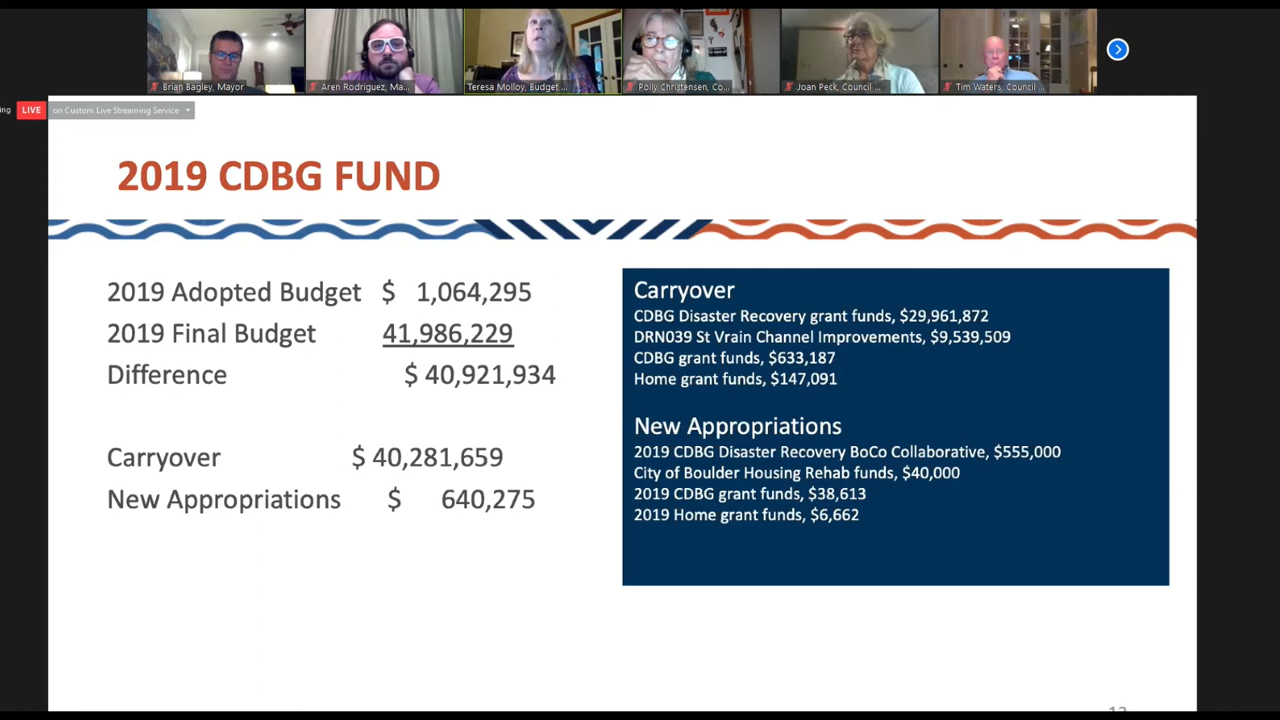 Brian Bagley, Mayor
Aren Rodriguez, Ma...
Teresa Molloy, Budget ...
Polly Christensen, Co...
Joan Peck, Council ...
Tim Waters, Council ...
ing
LIVE
on Custom Live Streaming Service
2019 CDBG FUND
2019 Adopted Budget $ 1,064,295
2019 Final Budget 41,986,229
Difference $ 40,921,934
Carryover $ 40,281,659
New Appropriations $ 640,275
Carryover
CDBG Disaster Recovery grant funds, $29,961,872
DRN039 St Vrain Channel Improvements, $9,539,509
CDBG grant funds, $633,187
Home grant funds, $147,091
New Appropriations
2019 CDBG Disaster Recovery BoCo Collaborative, $555,000
City of Boulder Housing Rehab funds, $40,000
2019 CDBG grant funds, $38,613
2019 Home grant funds, $6,662